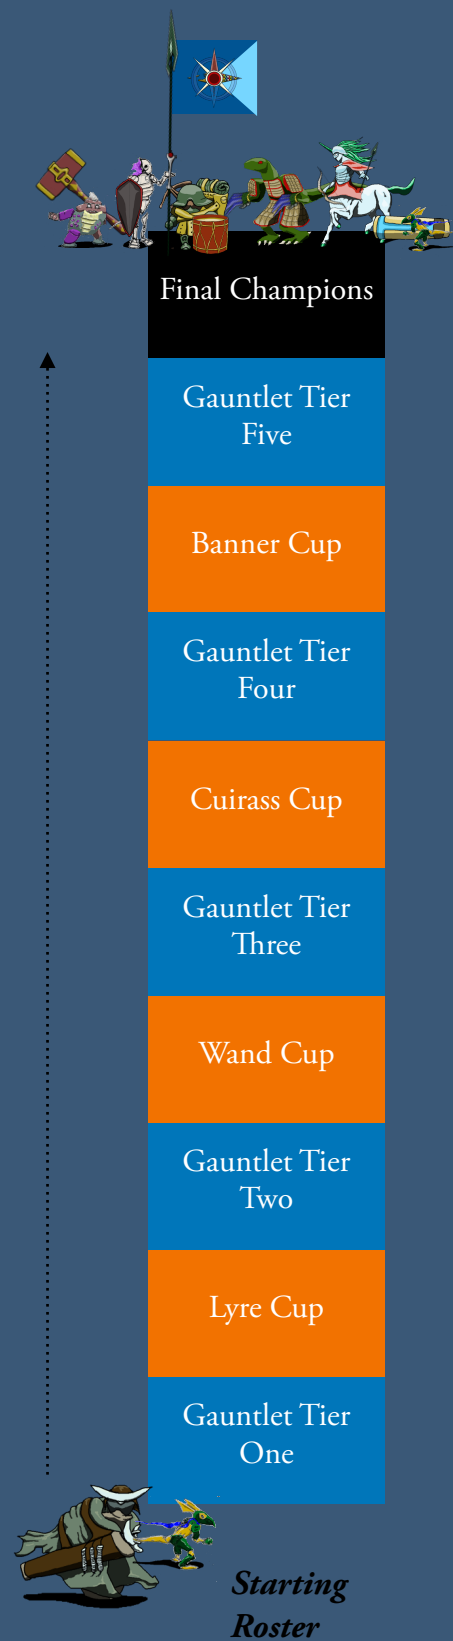 Final Champions
Gauntlet Tier
Five
Banner Cup
Gauntlet Tier
Four
Cuirass Cup
Gauntlet Tier
Three
Wand Cup
Gauntlet Tier
Two
Lyre Cup
Gauntlet Tier
One
Starting
Roster